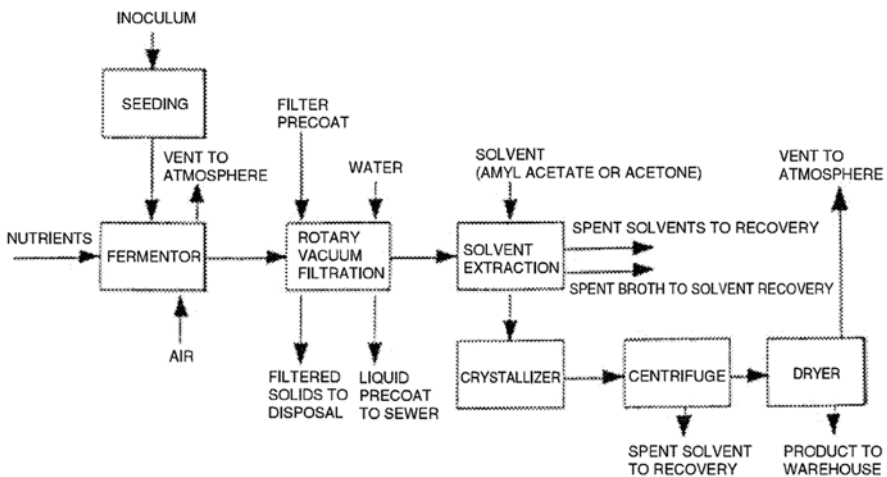 INOCULUM
SEEDING
FILTER
PRECOAT
VENT TO
ATMOSPHERE
WATER
SOLVENT
(AMYL ACETATE OR ACETONE)
VENT TO
ATMOSPHERE
NUTRIENTS
FERMENTOR
ROTARY
VACUUM
FILTRATION
SOLVENT
EXTRACTION
SPENT SOLVENTS TO RECOVERY
SPENT BROTH TO SOLVENT RECOVERY
AIR
FILTERED
SOLIDS TO
DISPOSAL
LIQUID
PRECOAT
TO SEWER
CRYSTALLIZER
CENTRIFUGE
DRYER
SPENT SOLVENT
TO RECOVERY
PRODUCT TO
WAREHOUSE